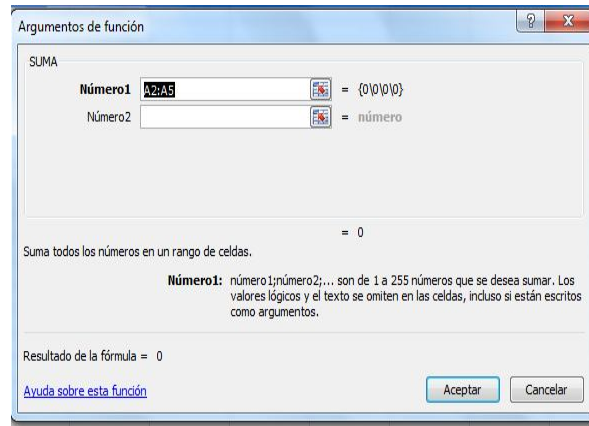 Argumentos de función
SUMA
Número1 A2:A5 = {0\0\0\0}
Número2 = número
= 0
Suma todos los números en un rango de celdas.
Número1: número1;número2;... son de 1 a 255 números que se desea sumar. Los
valores lógicos y el texto se omiten en las celdas, incluso si están escritos
como argumentos.
Resultado de la fórmula = 0
Ayuda sobre esta función
Aceptar Cancelar